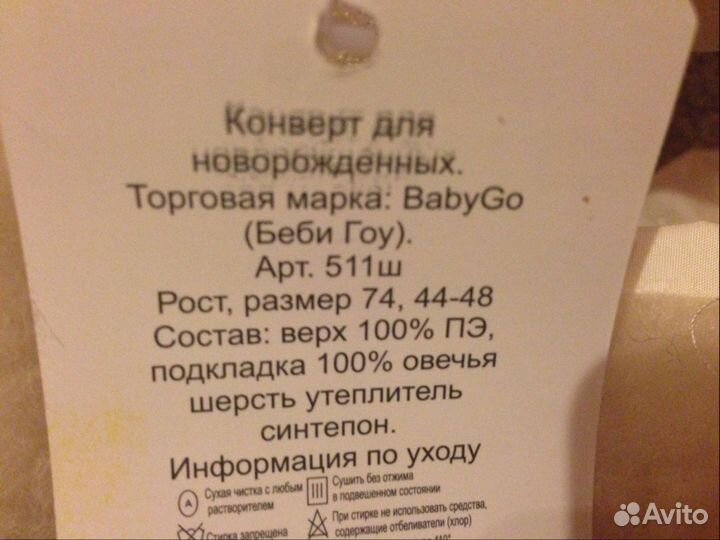 Конверт для
новорожденных.
Торговая марка: BabyGo
(Беби Гоу).
Арт. 511ш
Рост, размер 74, 44-48
Состав: верх 100% ПЭ,
подкладка 100% овечья
шерсть утеплитель
синтепон.
Информация по уходу
A Сухая чистка с любым
растворителем
Сушить без отжима
в подвешенном состоянии
Стирка запрещена
При стирке не использовать средства,
содержащие отбеливатели (хлор)
Avito